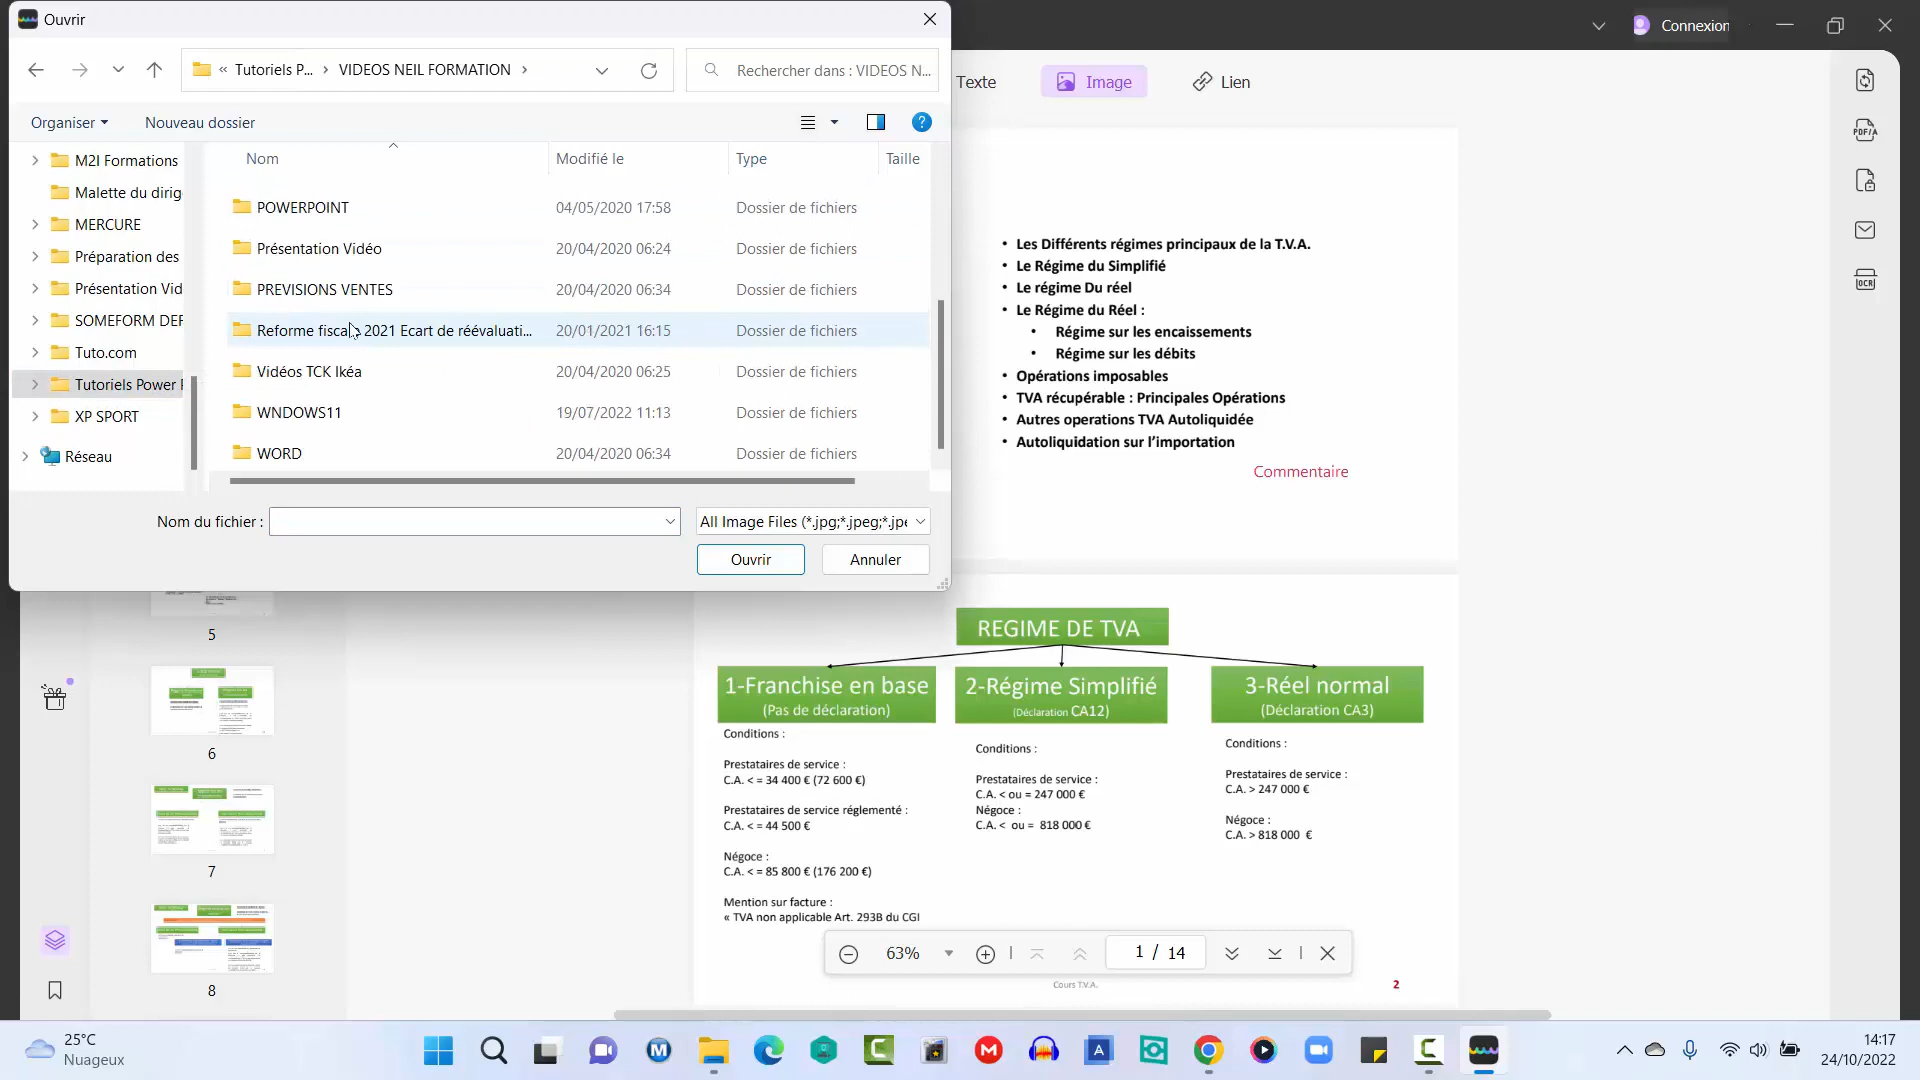 Ouvrir
Connexion
« Tutoriels P... › VIDEOS NEIL FORMATION ›
Rechercher dans : VIDEOS N...
Texte
Image
Lien
Organiser
Nouveau dossier
Nom
Modifié le
Type
Taille
M2I Formations
Malette du dirig
MERCURE
Préparation des
Présentation Vid
SOMEFORM DEF
Tuto.com
Tutoriels Power P
XP SPORT
Réseau
POWERPOINT 04/05/2020 17:58 Dossier de fichiers
Présentation Vidéo 20/04/2020 06:24 Dossier de fichiers
PREVISIONS VENTES 20/04/2020 06:34 Dossier de fichiers
Reforme fiscale 2021 Ecart de réévaluati... 20/01/2021 16:15 Dossier de fichiers
Vidéos TCK Ikéa 20/04/2020 06:25 Dossier de fichiers
WNDOWS11 19/07/2022 11:13 Dossier de fichiers
WORD 20/04/2020 06:34 Dossier de fichiers
Nom du fichier :
All Image Files (*.jpg;*.jpeg;*.jpe
Ouvrir
Annuler
PDF/A
OCR
• Les Différents régimes principaux de la T.V.A.
• Le Régime du Simplifié
• Le régime Du réel
• Le Régime du Réel :
• Régime sur les encaissements
• Régime sur les débits
• Opérations imposables
• TVA récupérable : Principales Opérations
• Autres operations TVA Autoliquidée
• Autoliquidation sur l'importation
Commentaire
5
6
7
8
REGIME DE TVA
1-Franchise en base
(Pas de déclaration)
2-Régime Simplifié
(Déclaration CA12)
3-Réel normal
(Déclaration CA3)
Conditions :
Prestataires de service :
C.A. < = 34 400 € (72 600 €)
Prestataires de service réglementé :
C.A. < = 44 500 €
Négoce :
C.A. < = 85 800 € (176 200 €)
Mention sur facture :
« TVA non applicable Art. 293B du CGI
Conditions :
Prestataires de service :
C.A. < ou = 247 000 €
Négoce :
C.A. < ou = 818 000 €
Conditions :
Prestataires de service :
C.A. > 247 000 €
Négoce :
C.A. > 818 000 €
63%
1 / 14
Cours T.V.A.
2
25°C
Nuageux
14:17
24/10/2022